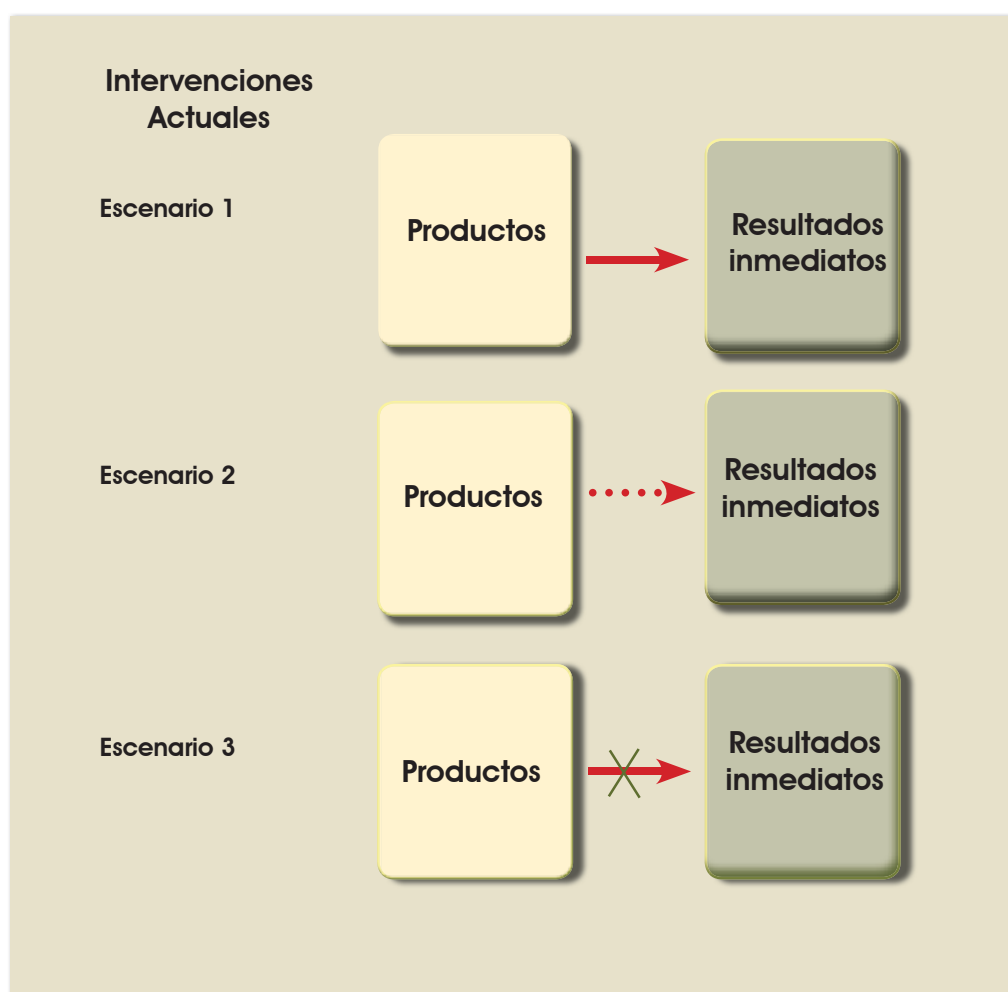 Intervenciones
Actuales
Escenario 1
Productos
Resultados
inmediatos
Escenario 2
Productos
Resultados
inmediatos
Escenario 3
Productos
Resultados
inmediatos